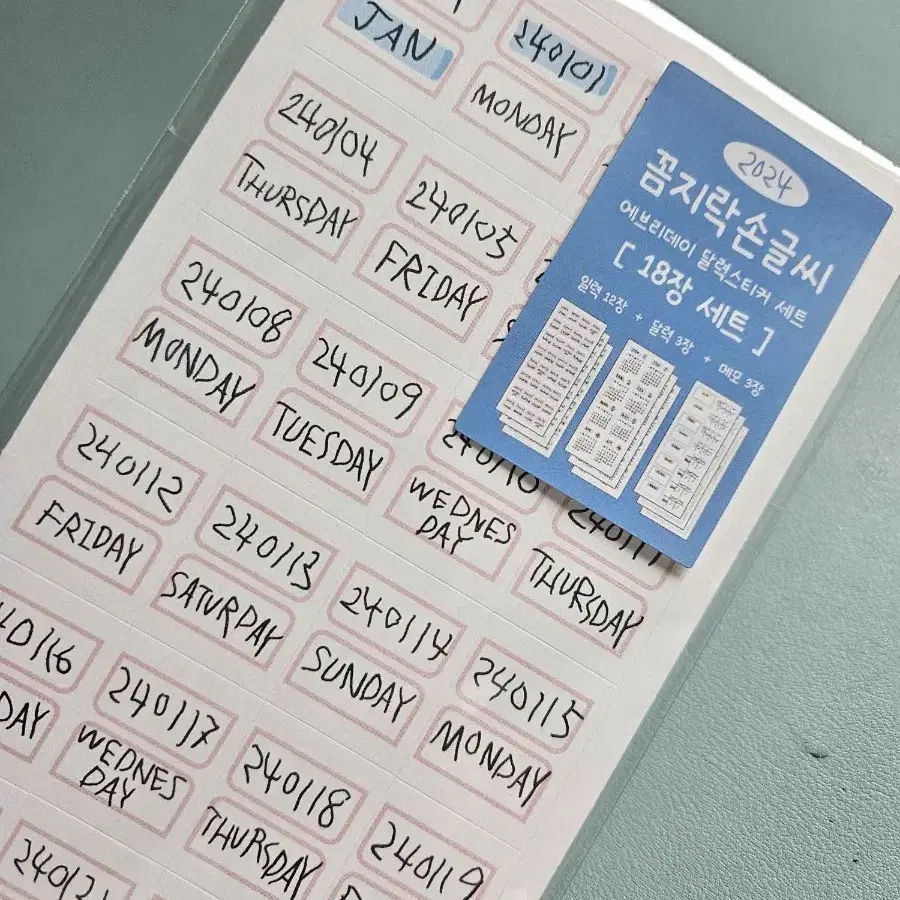 JAN
240101
MONDAY
240104
THURSDAY
240105
FRIDAY
240108
MONDAY
240109
TUESDAY
WEDNES
DAY
THURSDAY
240112
FRIDAY
240113
SATURDAY
240114
SUNDAY
240115
MONDAY
DAY
240117
WEDNES
DAY
240118
THURSDAY
240119
2024
꼼지락손글씨
에브리데이 달력스티커 세트
[ 18장 세트 ]
일력 12장 + 달력 3장 + 메모 3장